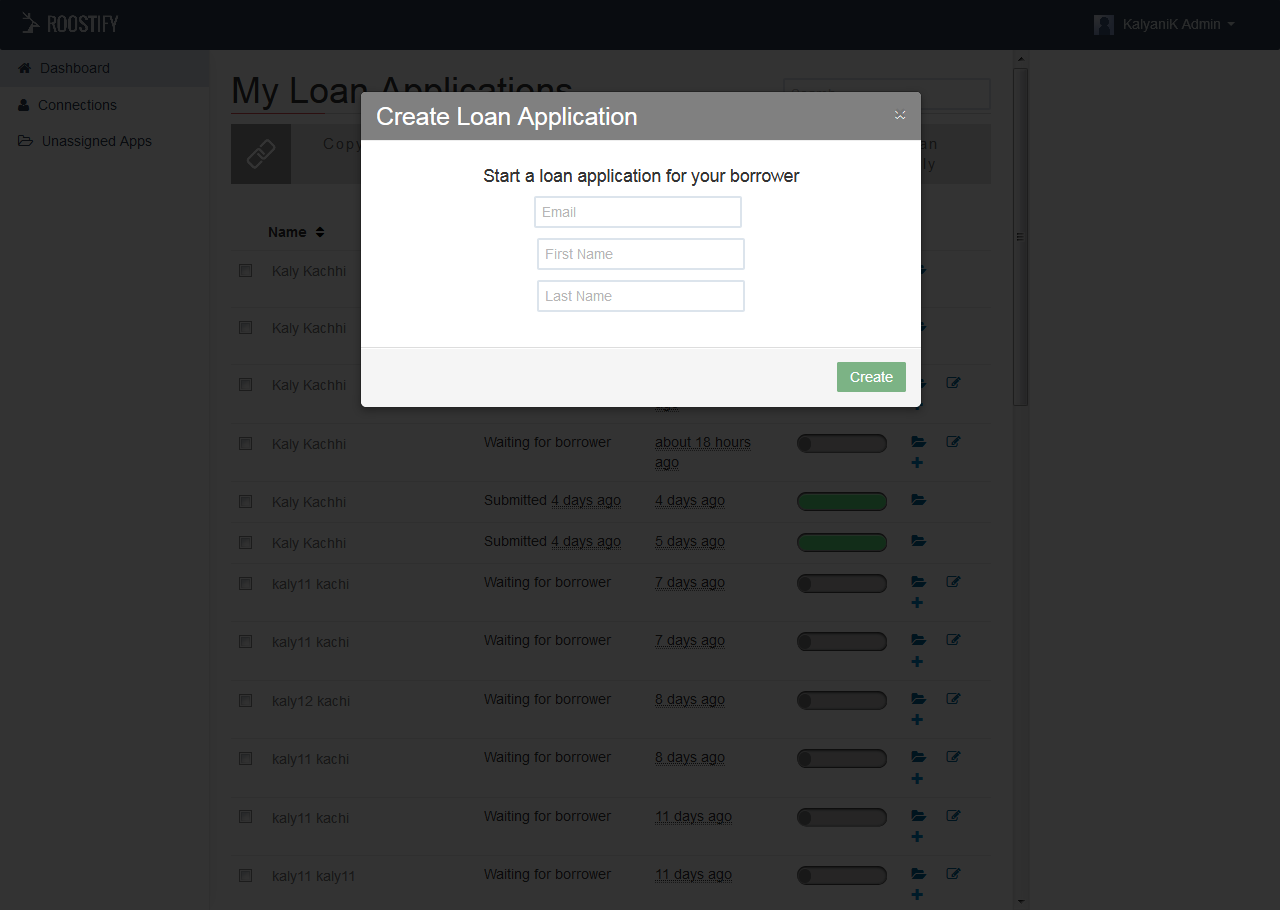 ROOSTIFY
KalyaniK Admin
Dashboard
Connections
Unassigned Apps
My Loan Applications
Create Loan Application
Start a loan application for your borrower
Email
First Name
Last Name
Create
Name
Kaly Kachhi
Kaly Kachhi
Kaly Kachhi
Kaly Kachhi Waiting for borrower about 18 hours
ago
Kaly Kachhi Submitted 4 days ago 4 days ago
Kaly Kachhi Submitted 4 days ago 5 days ago
kaly11 kachi Waiting for borrower 7 days ago
kaly11 kachi Waiting for borrower 7 days ago
kaly12 kachi Waiting for borrower 8 days ago
kaly11 kachi Waiting for borrower 8 days ago
kaly11 kachi Waiting for borrower 11 days ago
kaly11 kaly11 Waiting for borrower 11 days ago